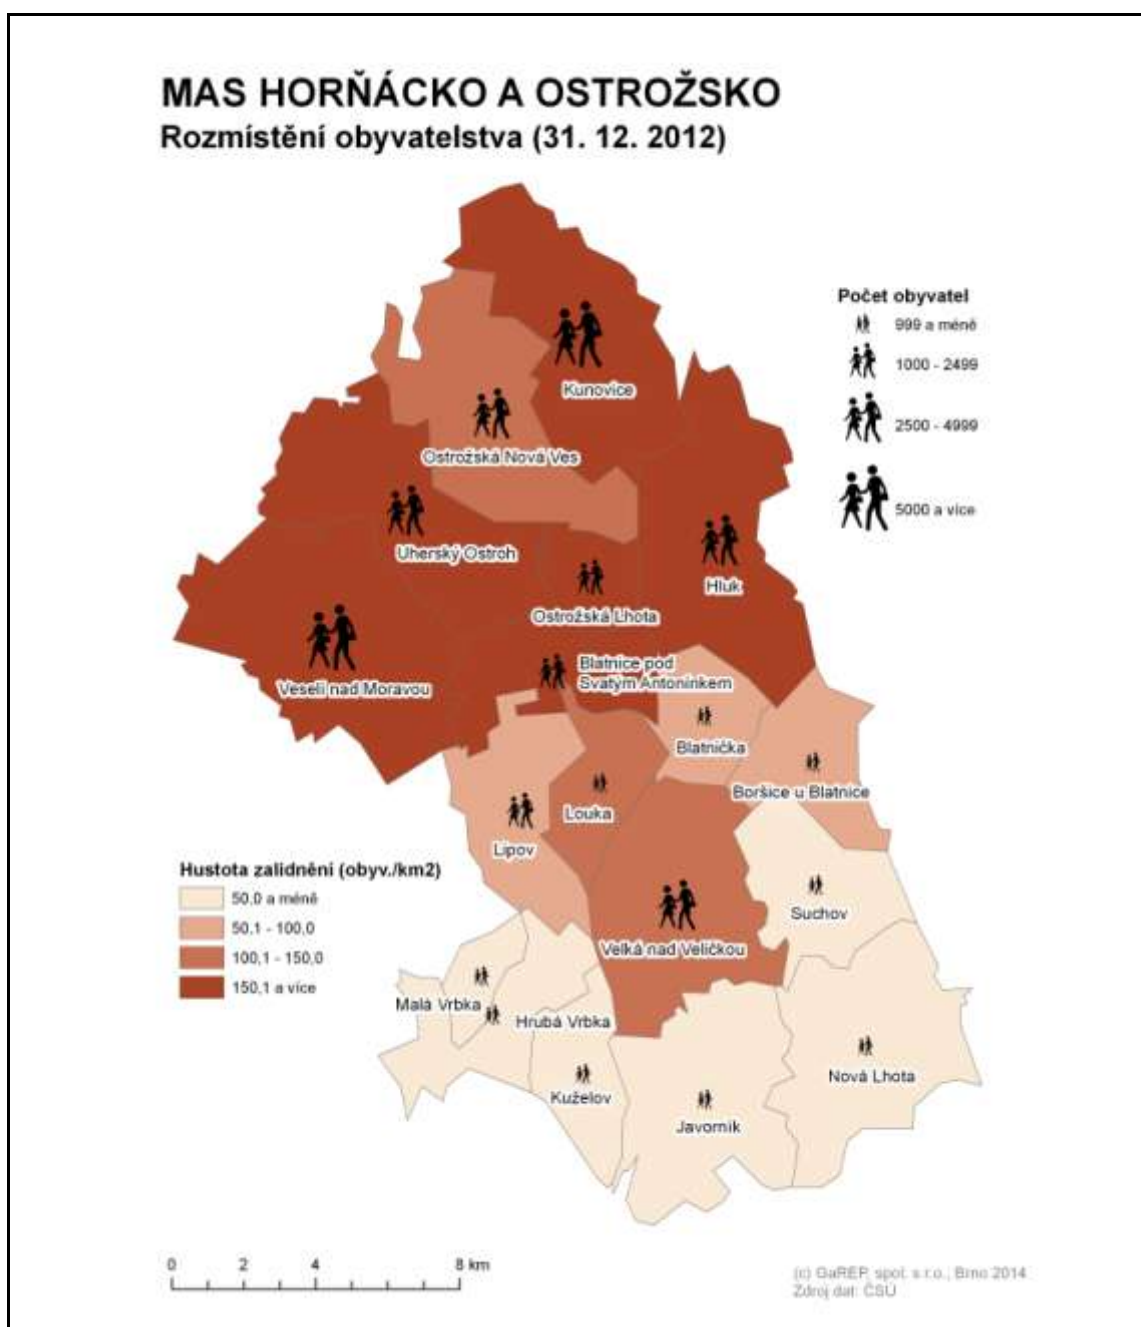 MAS HORŇÁCKO A OSTROŽSKO
Rozmístění obyvatelstva (31. 12. 2012)
Počet obyvatel
999 a méně
1000 - 2499
2500 - 4999
5000 a více
Kunovice
Ostrožská Nová Ves
Uherský Ostroh
Hluk
Ostrožská Lhota
Blatnice pod
Svatým Antonínkem
Veselí nad Moravou
Blatnička
Boršice u Blatnice
Louka
Lipov
Hustota zalidnění (obyv./km2)
50,0 a méně
50,1 - 100,0
100,1 - 150,0
150,1 a více
Suchov
Velká nad Veličkou
Malá Vrbka
Hrubá Vrbka
Nová Lhota
Kuželov
Javorník
0 2 4 8 km
(c) GaREP, spol. s r.o., Brno 2014
Zdroj dat: ČSÚ